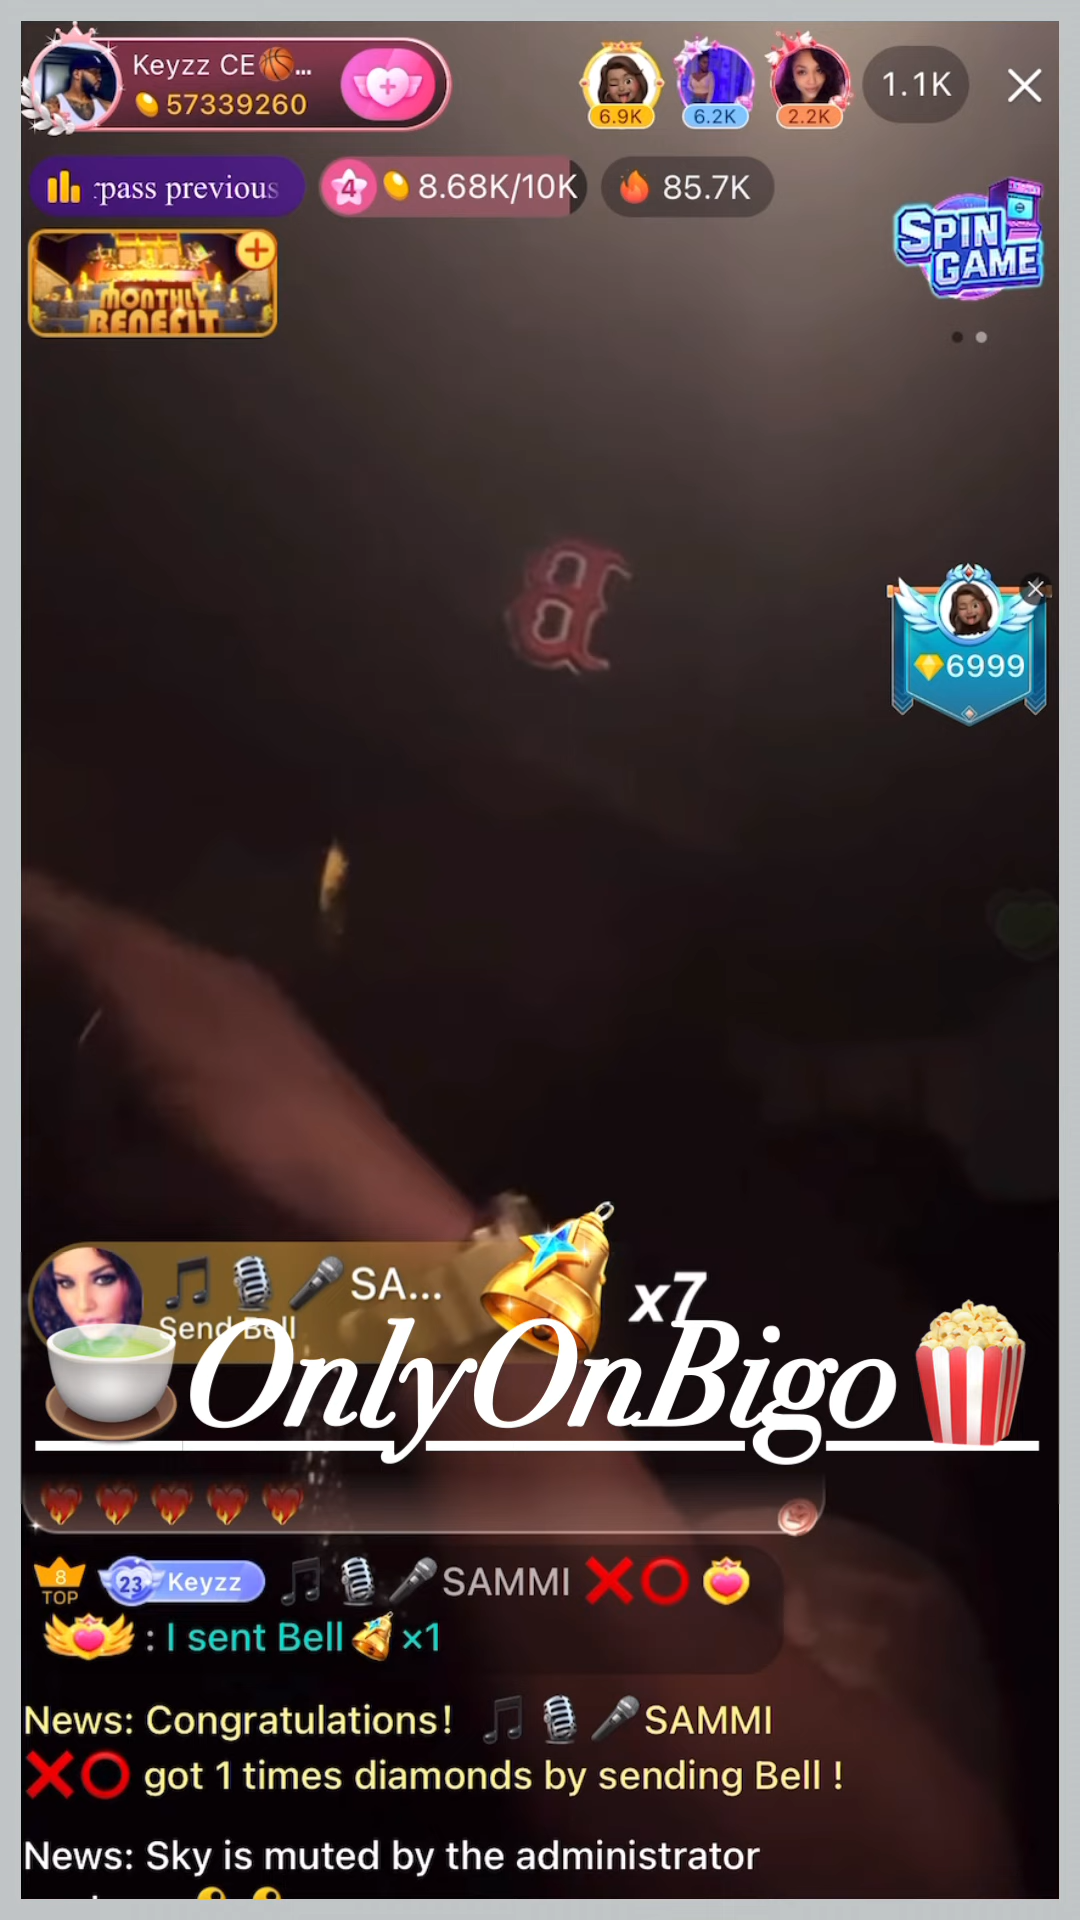 Keyzz CE🏀...
57339260
6.9K
6.2K
2.2K
1.1K
pass previous
4
8.68K/10K
85.7K
MONTHLY
BENEFIT
SPIN
GAME
B
6999
🎵 🎙 🎤 SA...
Send Bell
x7
🍵OnlyOnBigo🍿
❤️‍🔥❤️‍🔥❤️‍🔥❤️‍🔥❤️‍🔥
8 TOP 23 Keyzz 🎵 🎙 🎤SAMMI ❌⭕
: I sent Bell ×1
News: Congratulations! 🎵 🎙 🎤SAMMI
❌⭕ got 1 times diamonds by sending Bell !
News: Sky is muted by the administrator